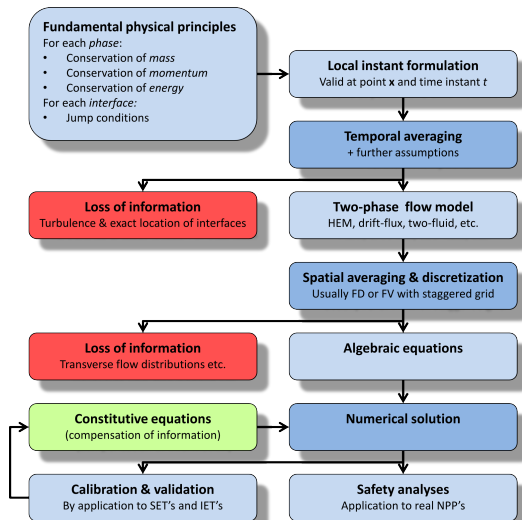 Fundamental physical principles
For each phase:
• Conservation of mass
• Conservation of momentum
• Conservation of energy
For each interface:
• Jump conditions
Local instant formulation
Valid at point x and time instant t
Temporal averaging
+ further assumptions
Loss of information
Turbulence & exact location of interfaces
Two-phase flow model
HEM, drift-flux, two-fluid, etc.
Spatial averaging & discretization
Usually FD or FV with staggered grid
Loss of information
Transverse flow distributions etc.
Algebraic equations
Constitutive equations
(compensation of information)
Numerical solution
Calibration & validation
By application to SET's and IET's
Safety analyses
Application to real NPP's